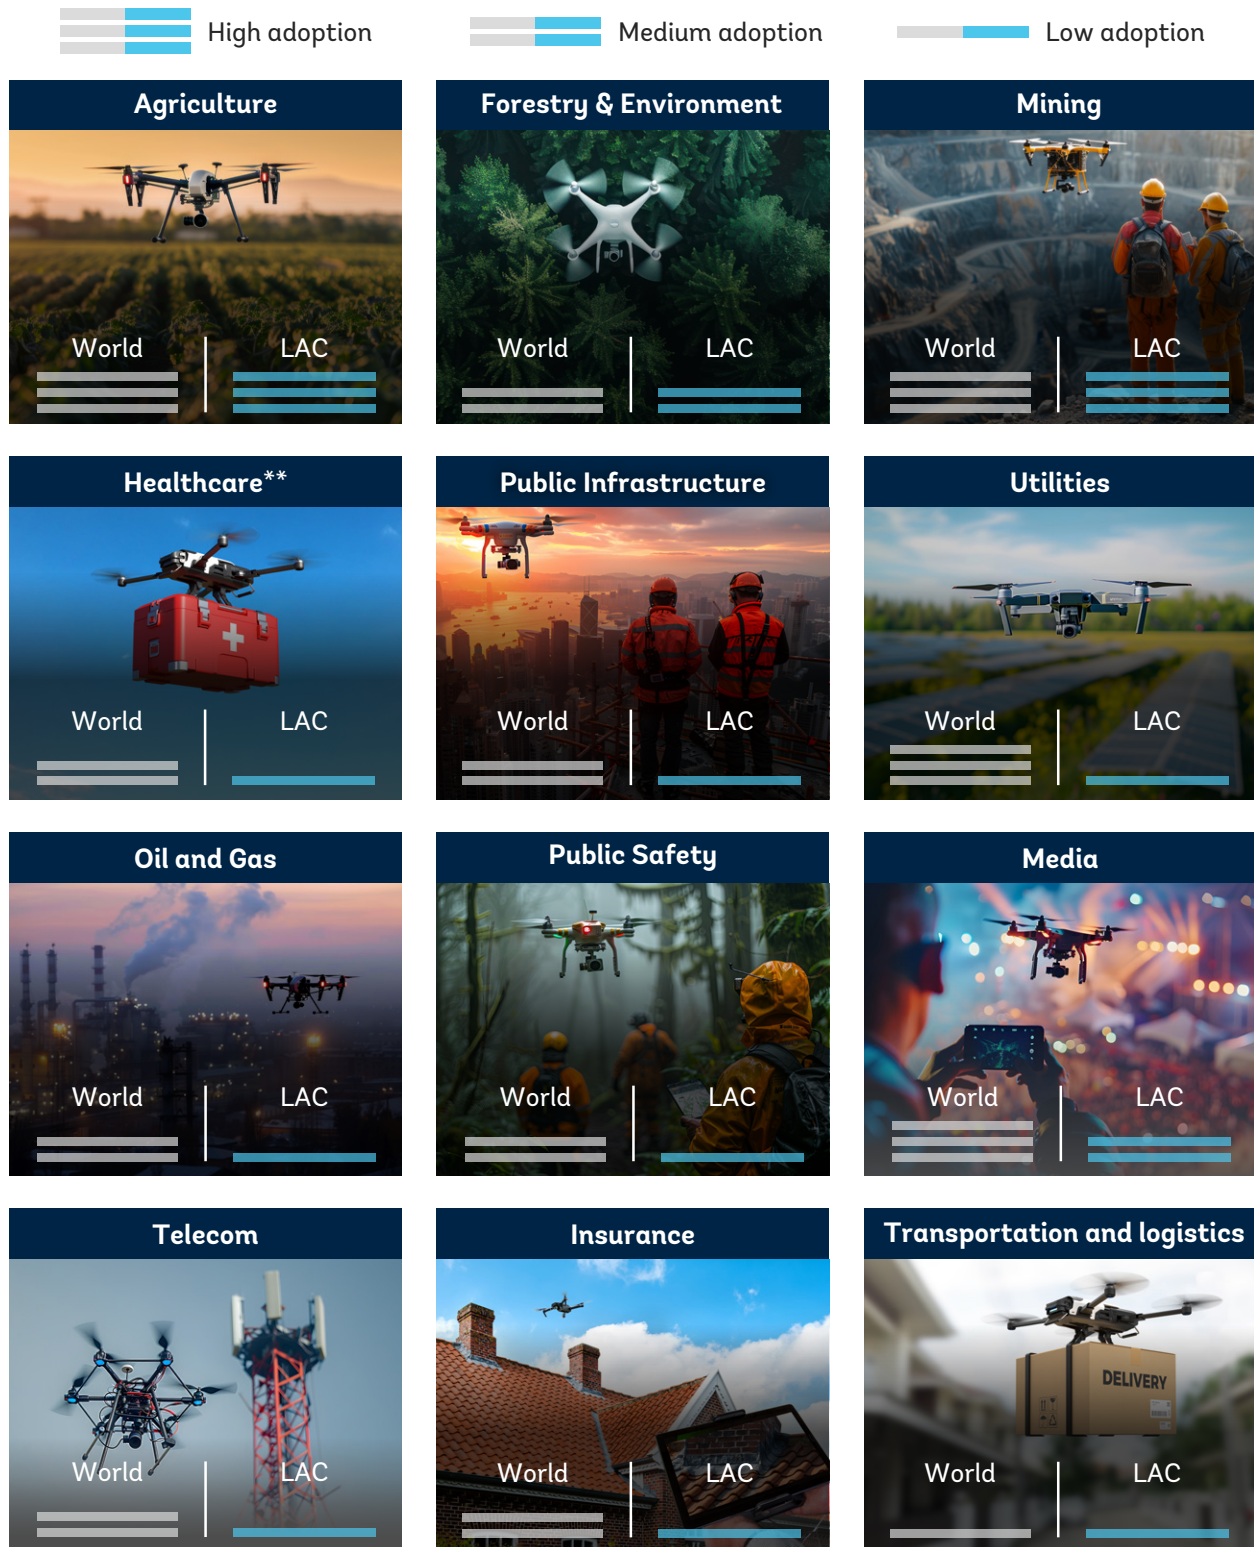 High adoption
Medium adoption
Low adoption
Agriculture
World
LAC
Forestry & Environment
World
LAC
Mining
World
LAC
Healthcare**
World
LAC
Public Infrastructure
World
LAC
Utilities
World
LAC
Oil and Gas
World
LAC
Public Safety
World
LAC
Media
World
LAC
Telecom
World
LAC
Insurance
World
LAC
Transportation and logistics
DELIVERY
World
LAC